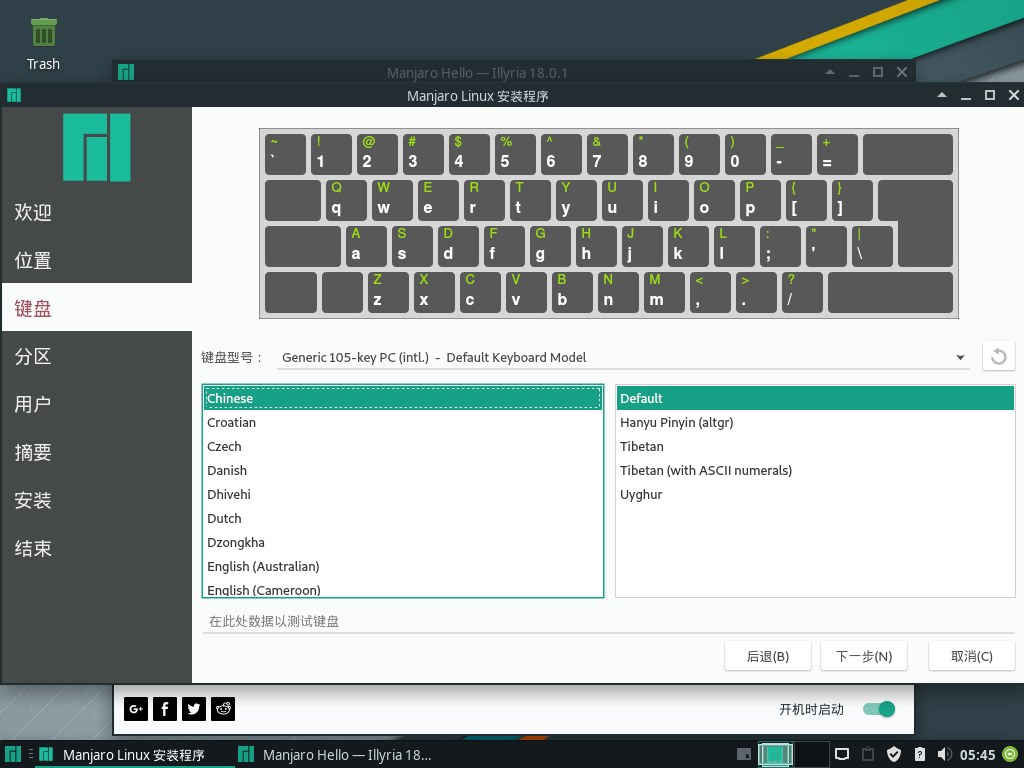 Trash
Manjaro Hello — Illyria 18.0.1
Manjaro Linux 安装程序
欢迎
位置
键盘
分区
用户
摘要
安装
结束
~ ! @ # $ % ^ & * ( ) _ +
` 1 2 3 4 5 6 7 8 9 0 - =
Q W E R T Y U I O P { }
q w e r t y u i o p [ ]
A S D F G H J K L : " |
a s d f g h j k l ; ' \
Z X C V B N M < > ?
z x c v b n m , . /
键盘型号： Generic 105-key PC (intl.) - Default Keyboard Model
Chinese
Croatian
Czech
Danish
Dhivehi
Dutch
Dzongkha
English (Australian)
English (Cameroon)
Default
Hanyu Pinyin (altgr)
Tibetan
Tibetan (with ASCII numerals)
Uyghur
在此处数据以测试键盘
后退(B) 下一步(N) 取消(C)
G+ f 开机时启动
Manjaro Linux 安装程序 Manjaro Hello — Illyria 18... ? 05:45